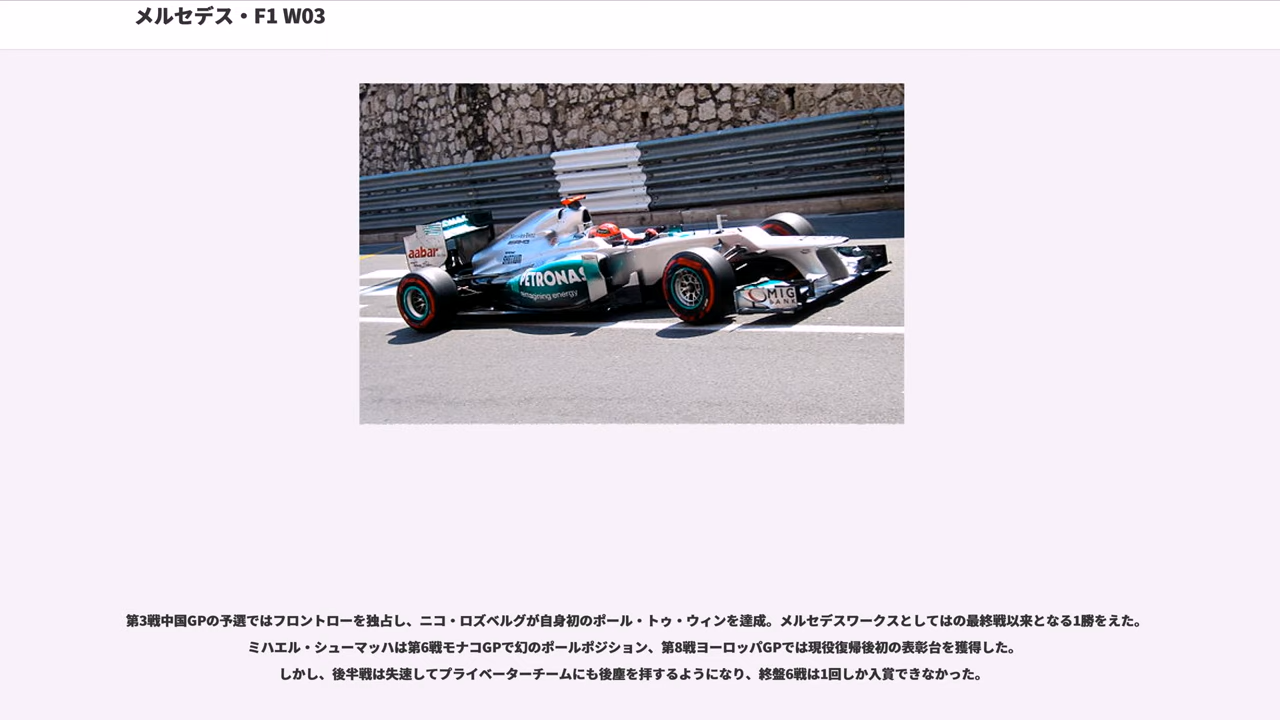 メルセデス・F1 W03
aabar
PETRONAS
MIG
BANK
第3戦中国GPの予選ではフロントローを独占し、ニコ・ロズベルグが自身初のポール・トゥ・ウィンを達成。メルセデスワークスとしてはの最終戦以来となる1勝をえた。
ミハエル・シューマッハは第6戦モナコGPで幻のポールポジション、第8戦ヨーロッパGPでは現役復帰後初の表彰台を獲得した。
しかし、後半戦は失速してプライベーターチームにも後塵を拝するようになり、終盤6戦は1回しか入賞できなかった。